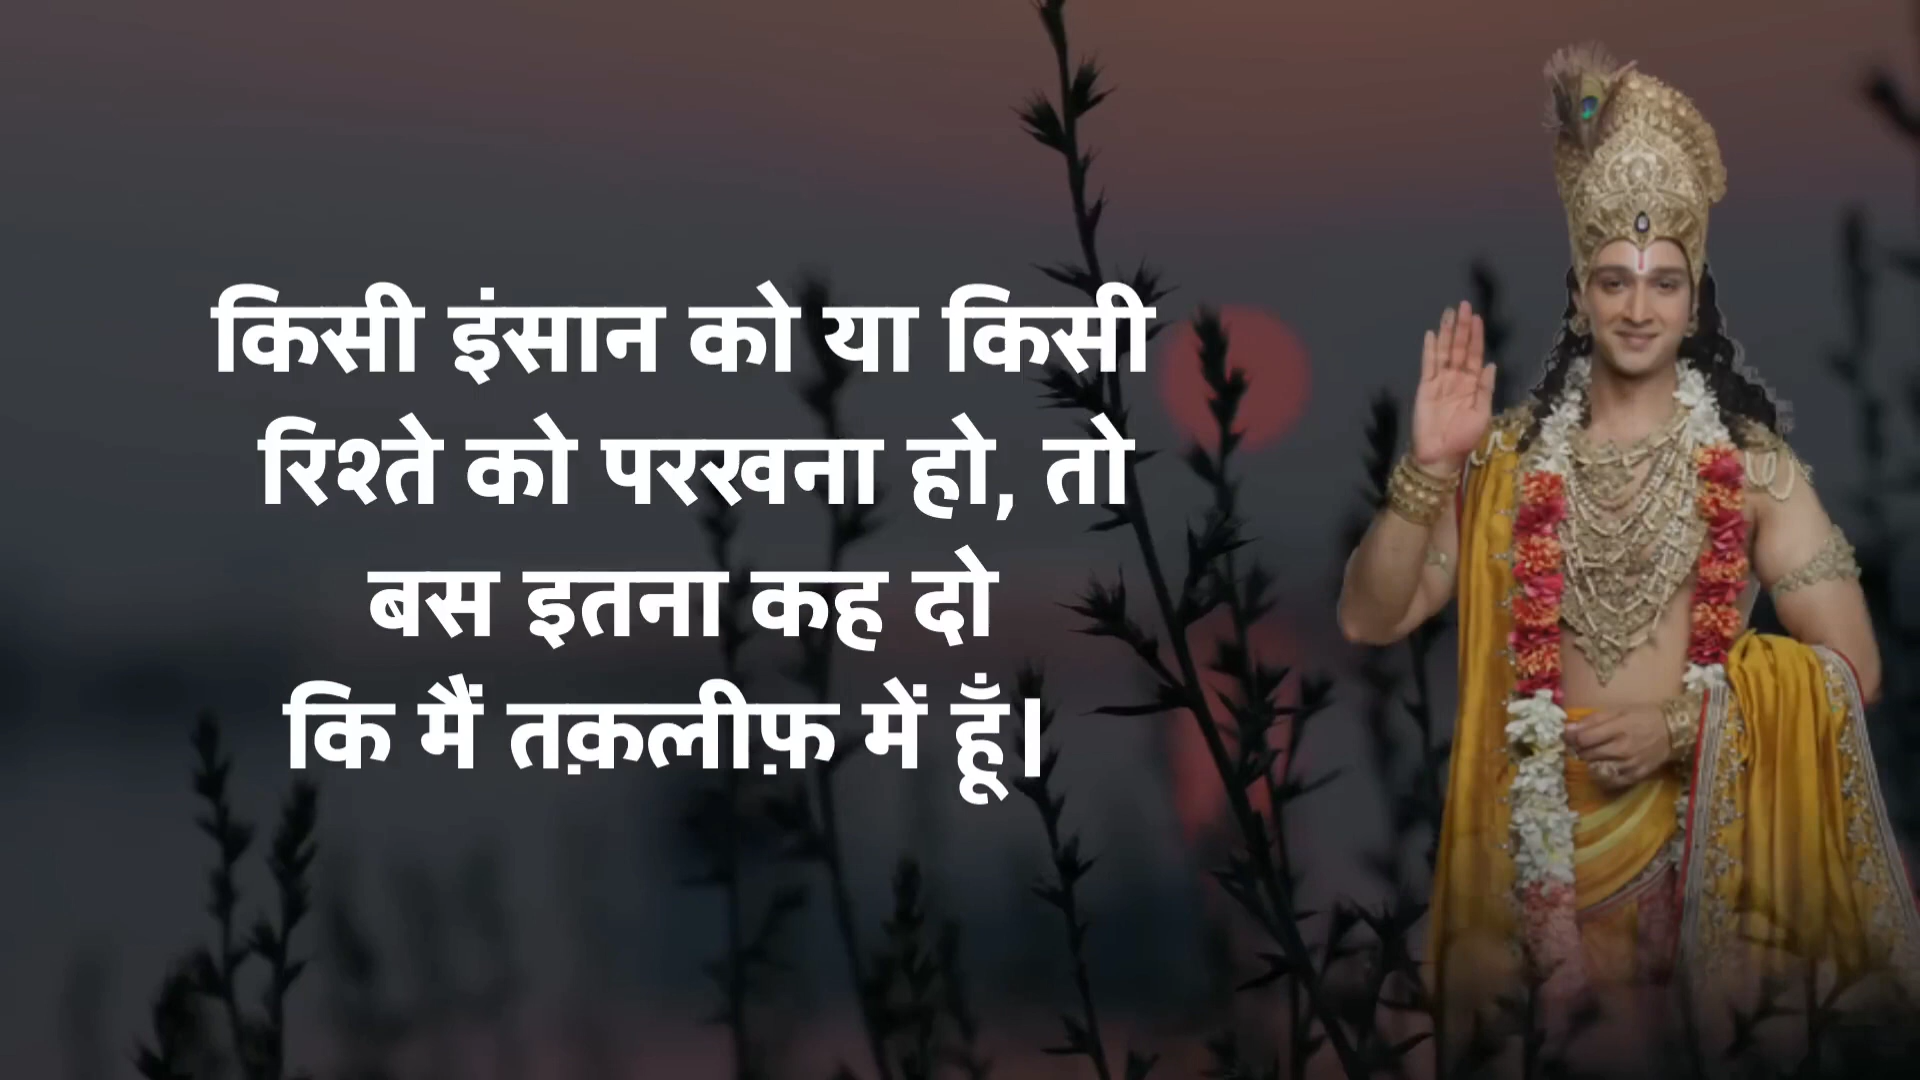 किसी इंसान को या किसी
रिश्ते को परखना हो, तो
बस इतना कह दो
कि मैं तक़लीफ़ में हूँ।